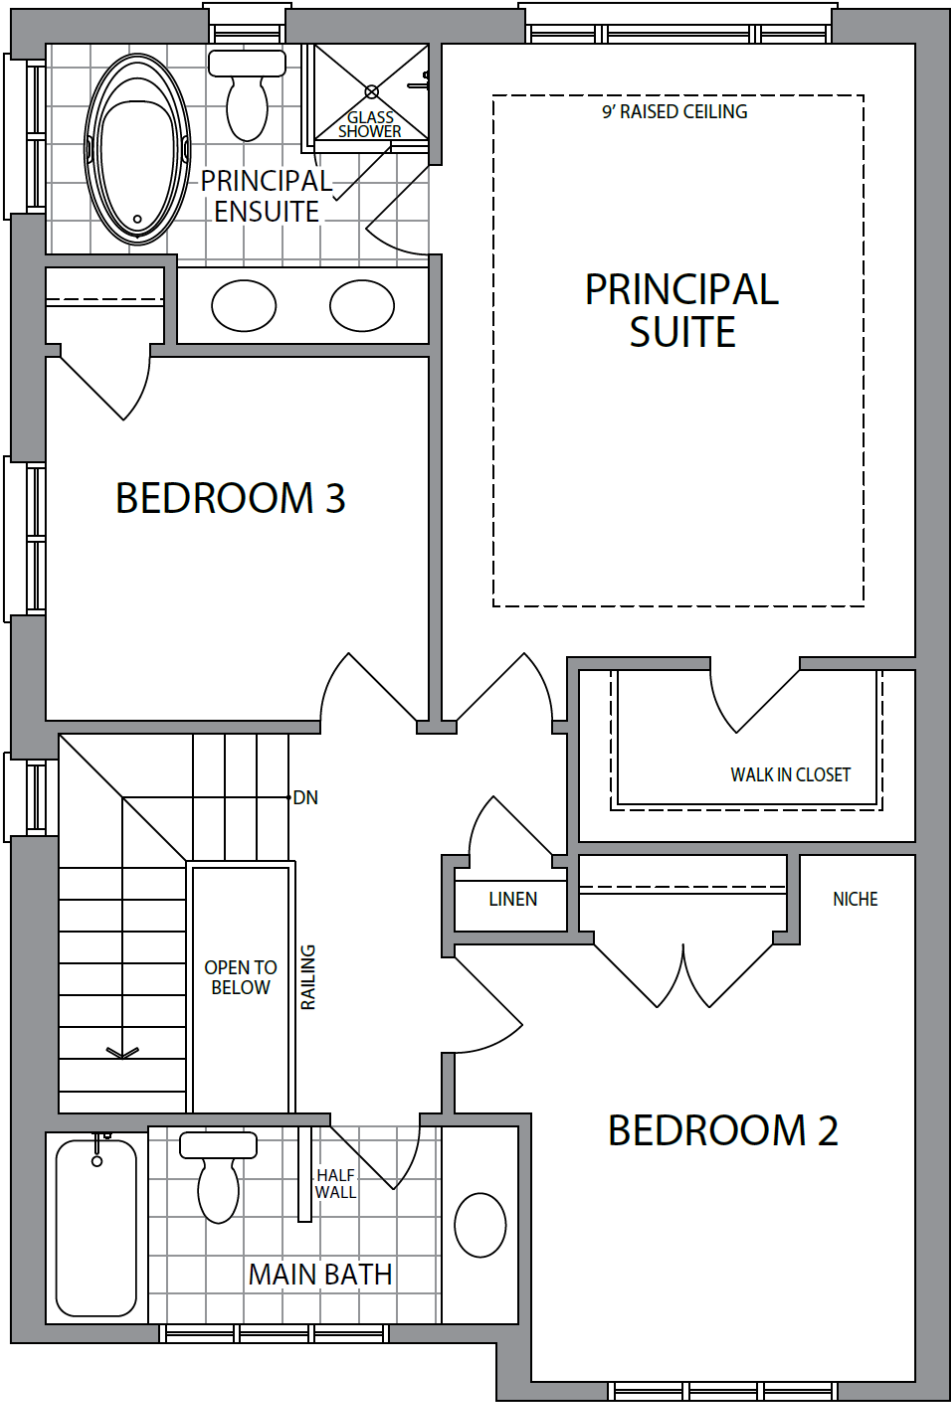 9' RAISED CEILING
GLASS
SHOWER
PRINCIPAL
ENSUITE
PRINCIPAL
SUITE
BEDROOM 3
WALK IN CLOSET
DN
LINEN
NICHE
OPEN TO
BELOW
RAILING
BEDROOM 2
HALF
WALL
MAIN BATH